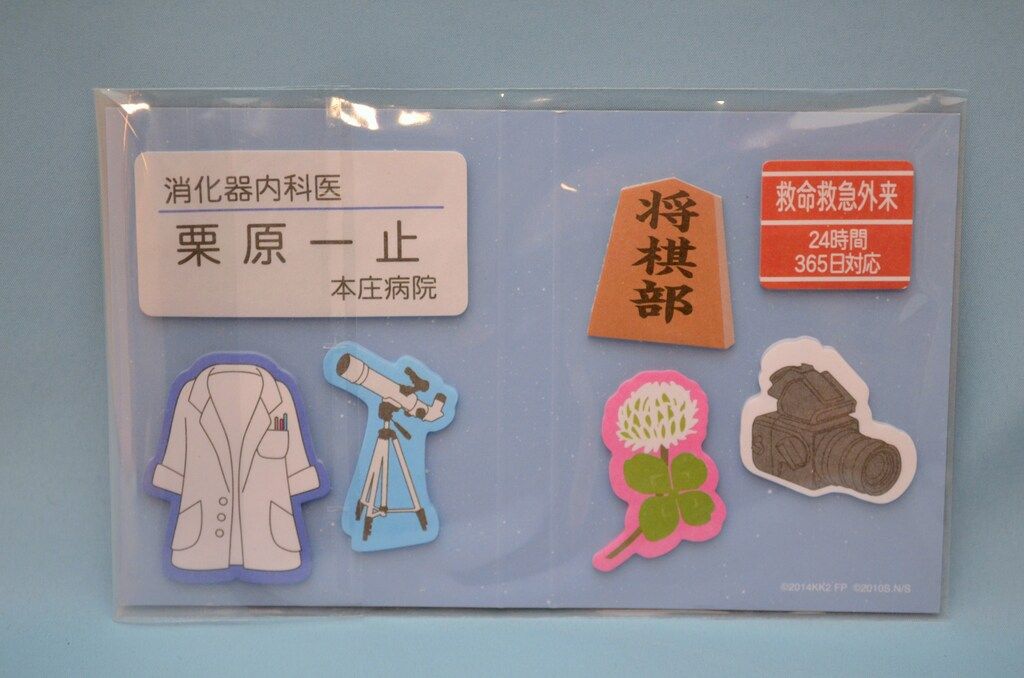 消化器内科医
栗原一止
本庄病院
将棋部
救命救急外来
24時間
365日対応
©2014KK2 FP ©2010S.N/S